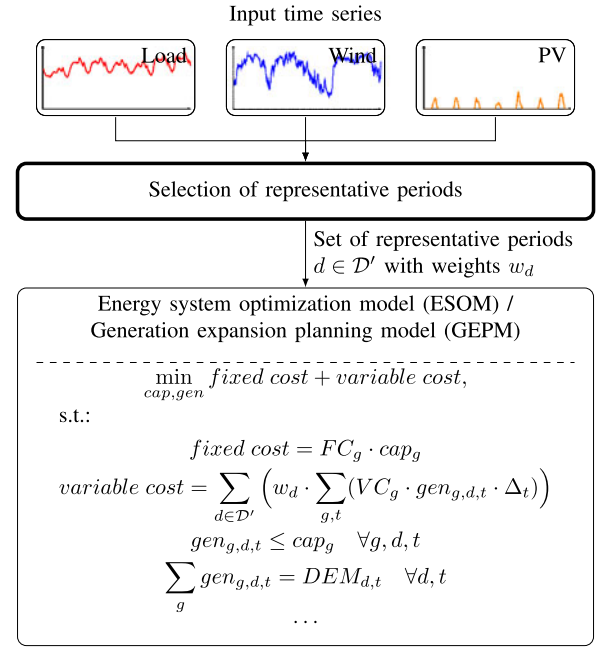 Input time series
Load
Wind
PV
Selection of representative periods
Set of representative periods
d ∈ 𝒟′ with weights w_d
Energy system optimization model (ESOM) /
Generation expansion planning model (GEPM)
min_{cap,gen} fixed cost + variable cost,
s.t.:
fixed cost = FC_g · cap_g
variable cost = ∑_{d∈𝒟′} (w_d · ∑_{g,t} (VC_g · gen_{g,d,t} · Δ_t))
gen_{g,d,t} ≤ cap_g ∀g, d, t
∑_g gen_{g,d,t} = DEM_{d,t} ∀d, t
...